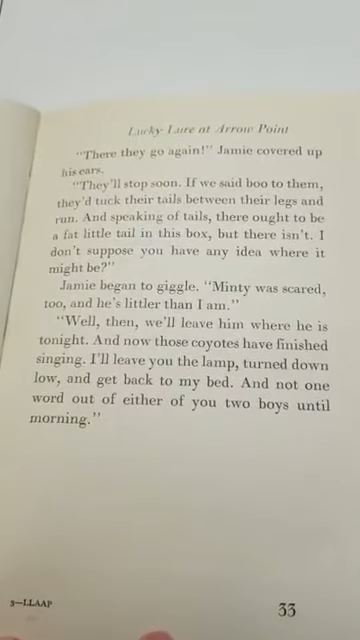 Lucky Lure at Arrow Point
"There they go again!" Jamie covered up
his ears.
"They'll stop soon. If we said boo to them,
they'd tuck their tails between their legs and
run. And speaking of tails, there ought to be
a fat little tail in this box, but there isn't. I
don't suppose you have any idea where it
might be?"
Jamie began to giggle. "Minty was scared,
too, and he's littler than I am."
"Well, then, we'll leave him where he is
tonight. And now those coyotes have finished
singing. I'll leave you the lamp, turned down
low, and get back to my bed. And not one
word out of either of you two boys until
morning."
3—LLAAP
33